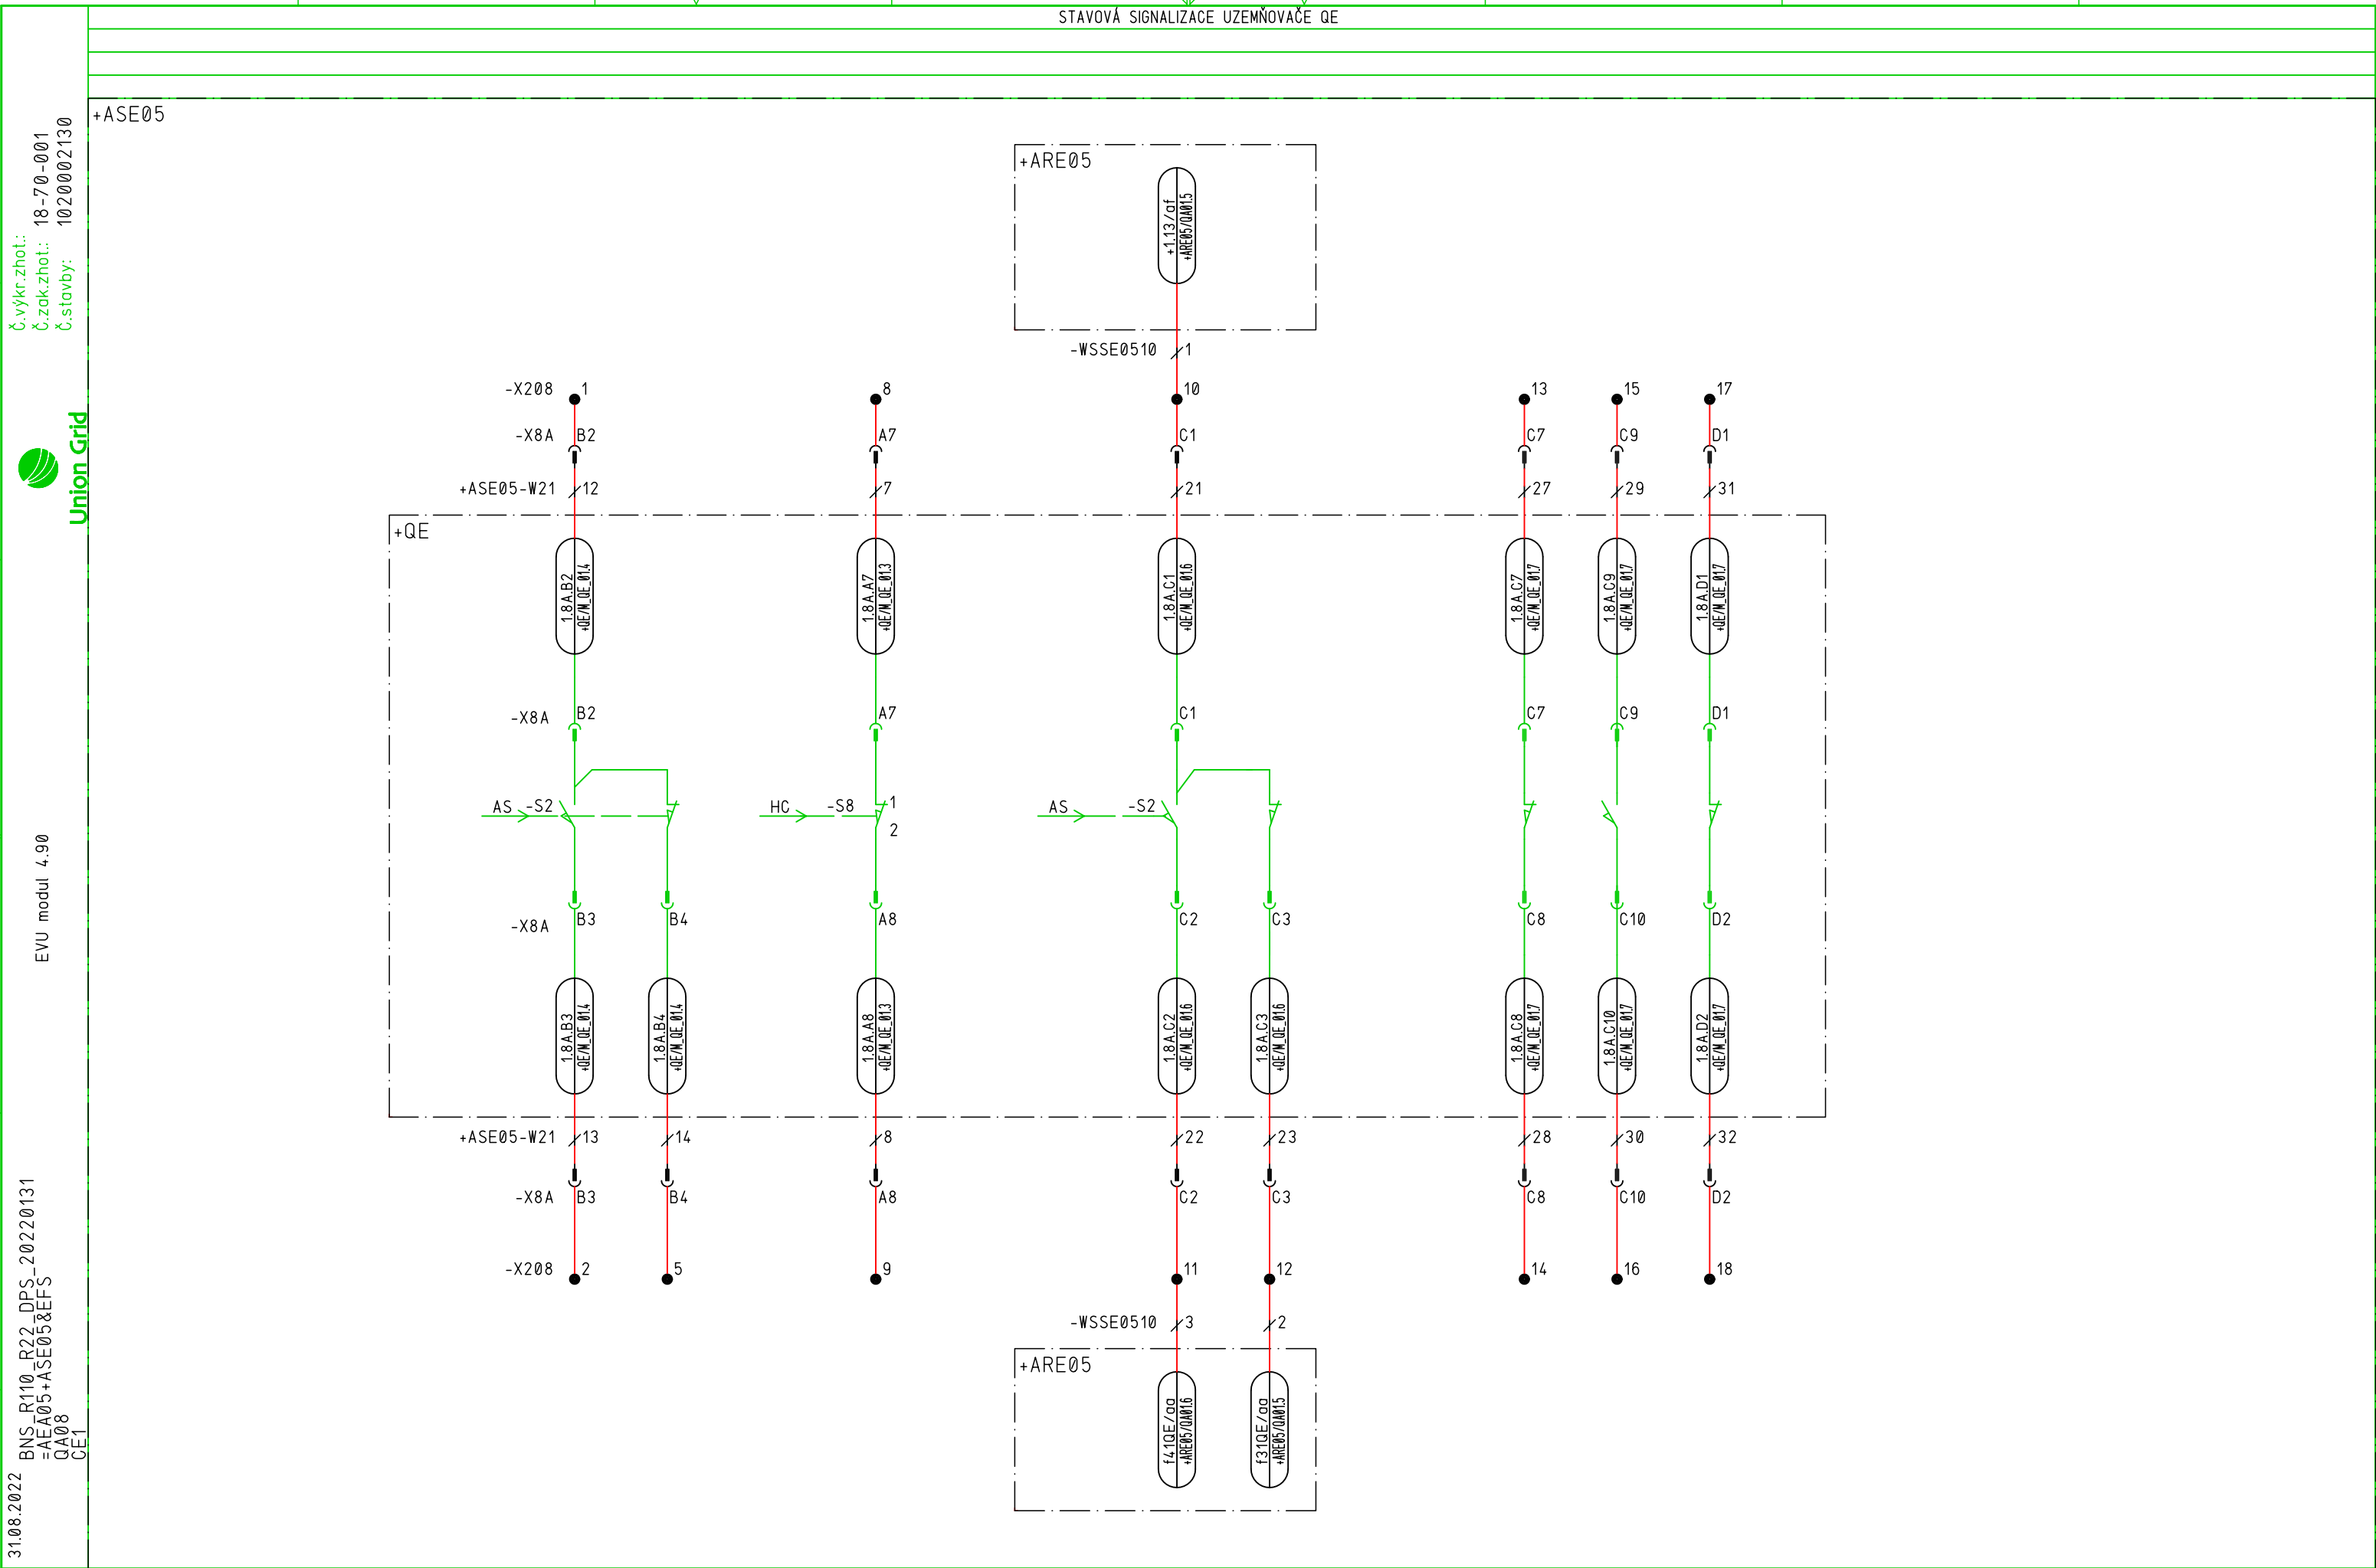 STAVOVÁ SIGNALIZACE UZEMŇOVAČE QE
+ASE05
Č.výkr.zhot.:
Č.zak.zhot.: 18-70-001
Č.stavby: 1020002130
Union Grid
EVU modul 4.90
31.08.2022
BNS_R110_R22_DPS_20220131
=AEA05+ASE05&EFS
QA08
CE1
+ARE05
+1.13/af
+ARE05/QA01.5
-WSSE0510 1
-X208 1 8 10 13 15 17
-X8A B2 A7 C1 C7 C9 D1
+ASE05-W21 12 7 21 27 29 31
+QE
1.8A.B2
+QE/M_QE_01.4
1.8A.A7
+QE/M_QE_01.3
1.8A.C1
+QE/M_QE_01.6
1.8A.C7
+QE/M_QE_01.7
1.8A.C9
+QE/M_QE_01.7
1.8A.D1
+QE/M_QE_01.7
-X8A B2 A7 C1 C7 C9 D1
AS -S2 HC -S8 1 AS -S2
2
-X8A B3 B4 A8 C2 C3 C8 C10 D2
1.8A.B3
+QE/M_QE_01.4
1.8A.B4
+QE/M_QE_01.4
1.8A.A8
+QE/M_QE_01.3
1.8A.C2
+QE/M_QE_01.6
1.8A.C3
+QE/M_QE_01.6
1.8A.C8
+QE/M_QE_01.7
1.8A.C10
+QE/M_QE_01.7
1.8A.D2
+QE/M_QE_01.7
+ASE05-W21 13 14 8 22 23 28 30 32
-X8A B3 B4 A8 C2 C3 C8 C10 D2
-X208 2 5 9 11 12 14 16 18
-WSSE0510 3 2
+ARE05
f41QE/aa
+ARE05/QA01.6
f31QE/aa
+ARE05/QA01.5